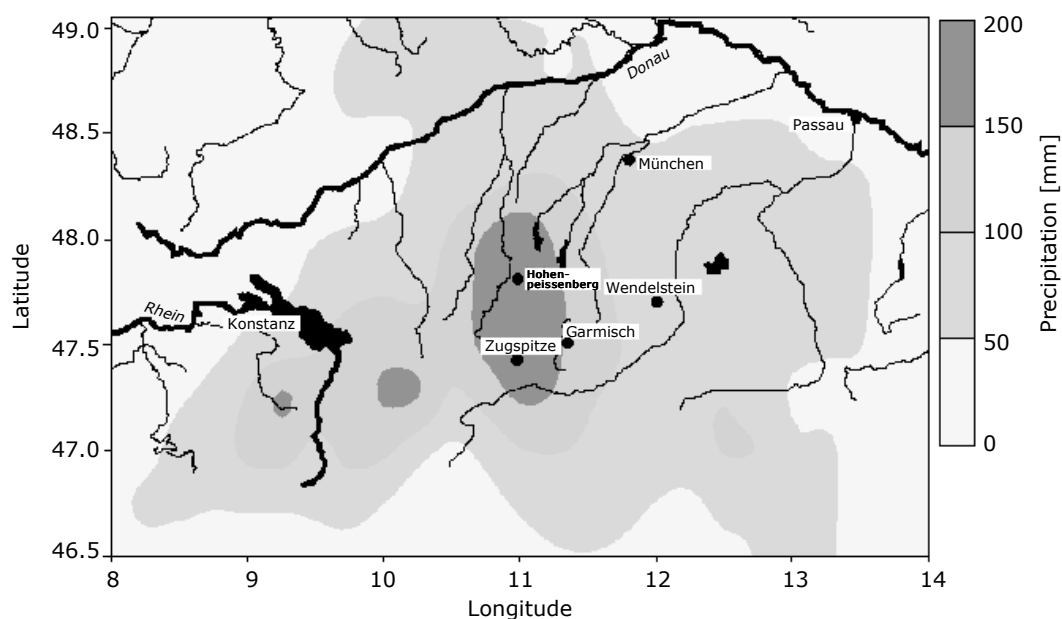 49.0
48.5
48.0
47.5
47.0
46.5
Latitude
8
9
10
11
12
13
14
Longitude
Donau
Passau
München
Hohen-
peissenberg
Wendelstein
Rhein
Konstanz
Garmisch
Zugspitze
200
150
100
50
0
Precipitation [mm]